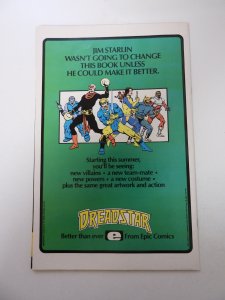 JIM STARLIN
WASN'T GOING TO CHANGE
THIS BOOK UNLESS
HE COULD MAKE IT BETTER.
Starting this summer,
you'll be seeing:
new villains • a new team-mate •
new powers • a new costume •
plus the same great artwork and action
DREADSTAR
Better than ever e From Epic Comics